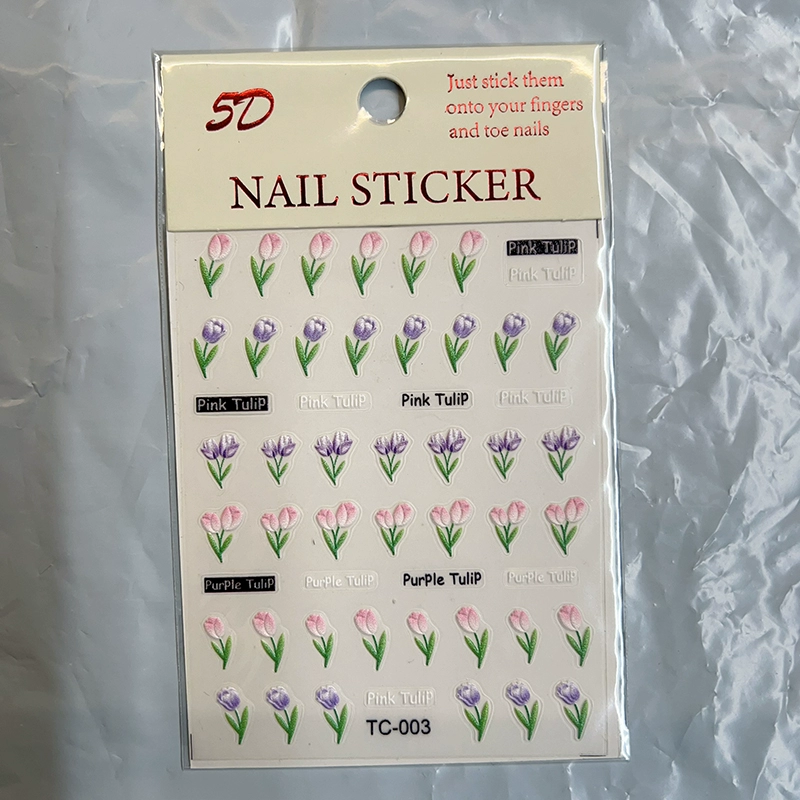 5D
Just stick them
onto your fingers
and toe nails
NAIL STICKER
Pink TuliP
Pink TuliP
Pink TuliP
Pink TuliP
Pink TuliP
Pink TuliP
PurPle TuliP
PurPle TuliP
PurPle TuliP
PurPle TuliP
Pink TuliP
TC-003